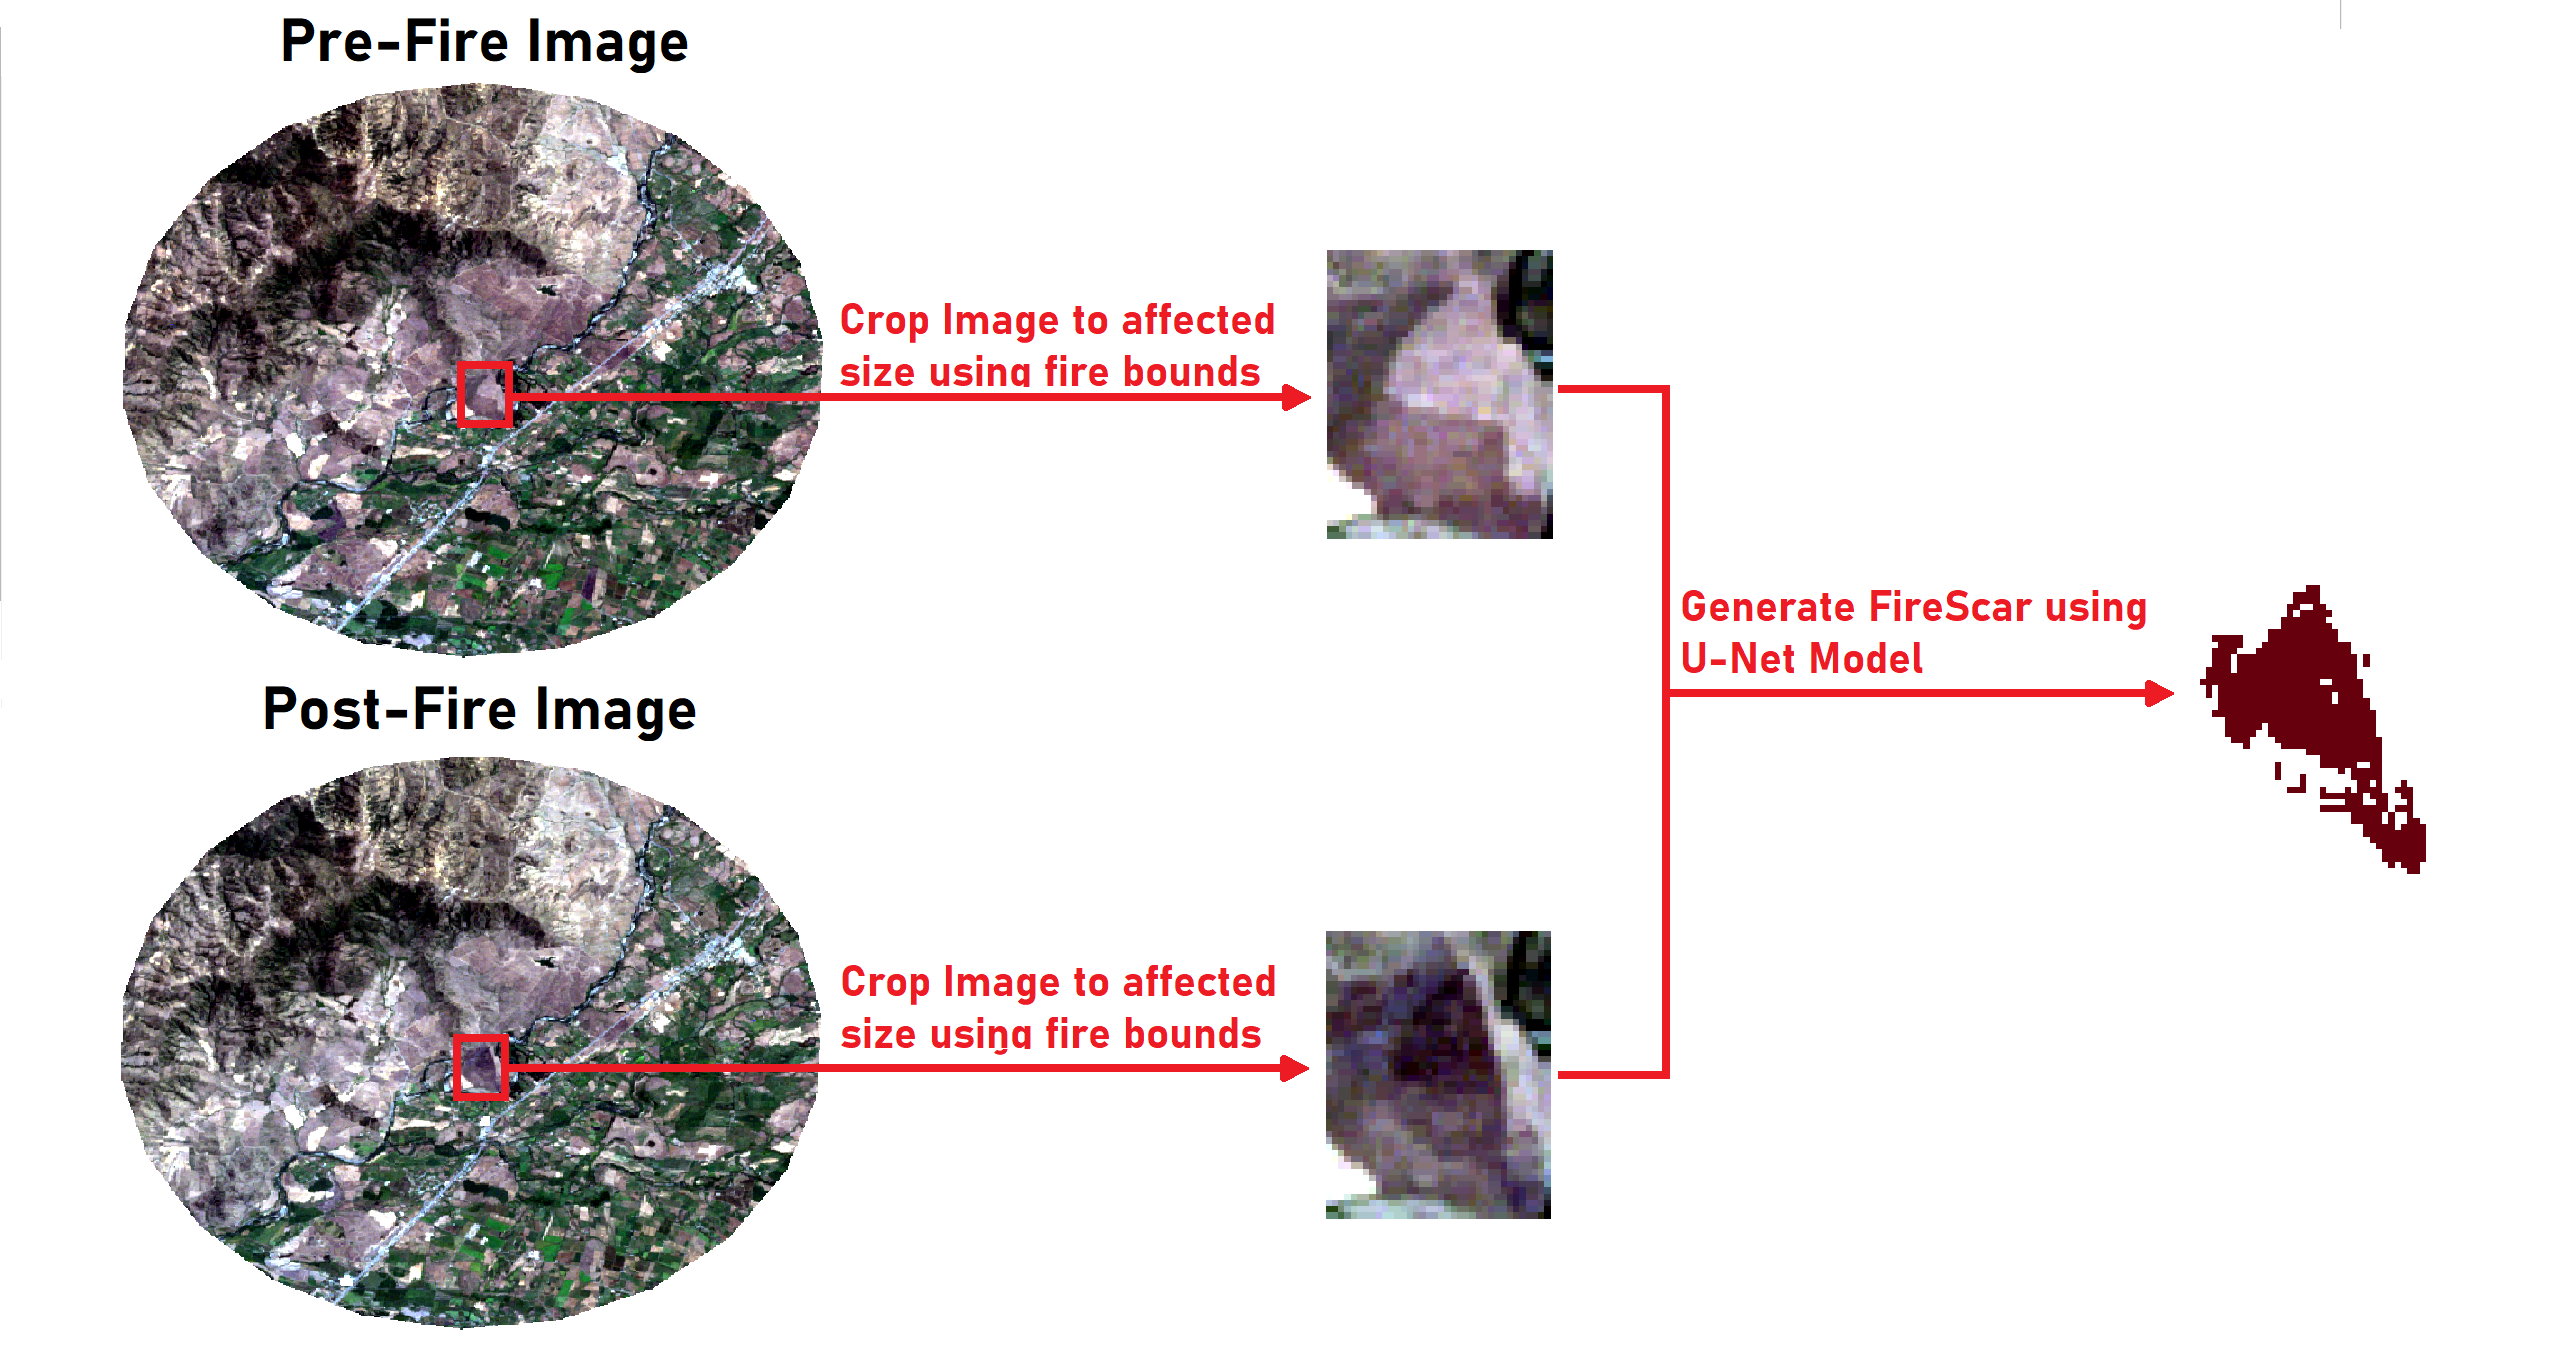 Pre-Fire Image
Crop Image to affected
size using fire bounds
Generate FireScar using
U-Net Model
Post-Fire Image
Crop Image to affected
size using fire bounds